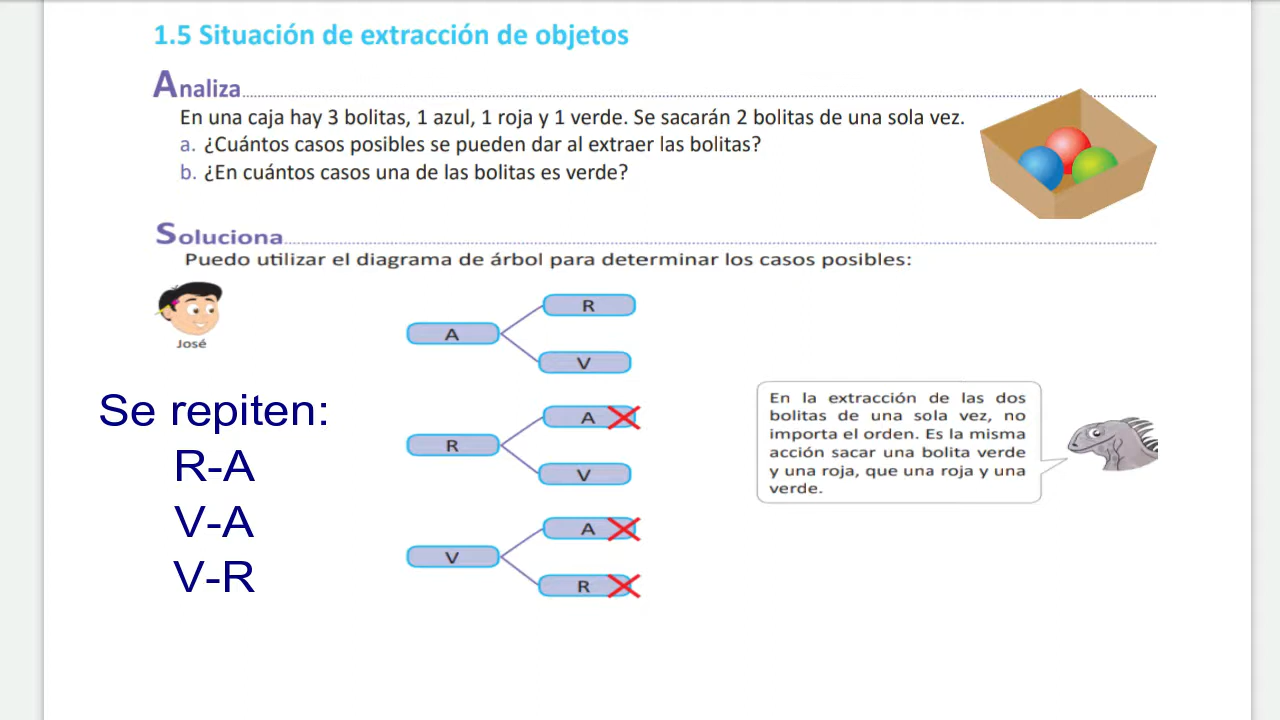 1.5 Situación de extracción de objetos
Analiza
En una caja hay 3 bolitas, 1 azul, 1 roja y 1 verde. Se sacarán 2 bolitas de una sola vez.
a. ¿Cuántos casos posibles se pueden dar al extraer las bolitas?
b. ¿En cuántos casos una de las bolitas es verde?
Soluciona
Puedo utilizar el diagrama de árbol para determinar los casos posibles:
José
A
R
V
R
A
V
V
A
R
Se repiten:
R-A
V-A
V-R
En la extracción de las dos
bolitas de una sola vez, no
importa el orden. Es la misma
acción sacar una bolita verde
y una roja, que una roja y una
verde.